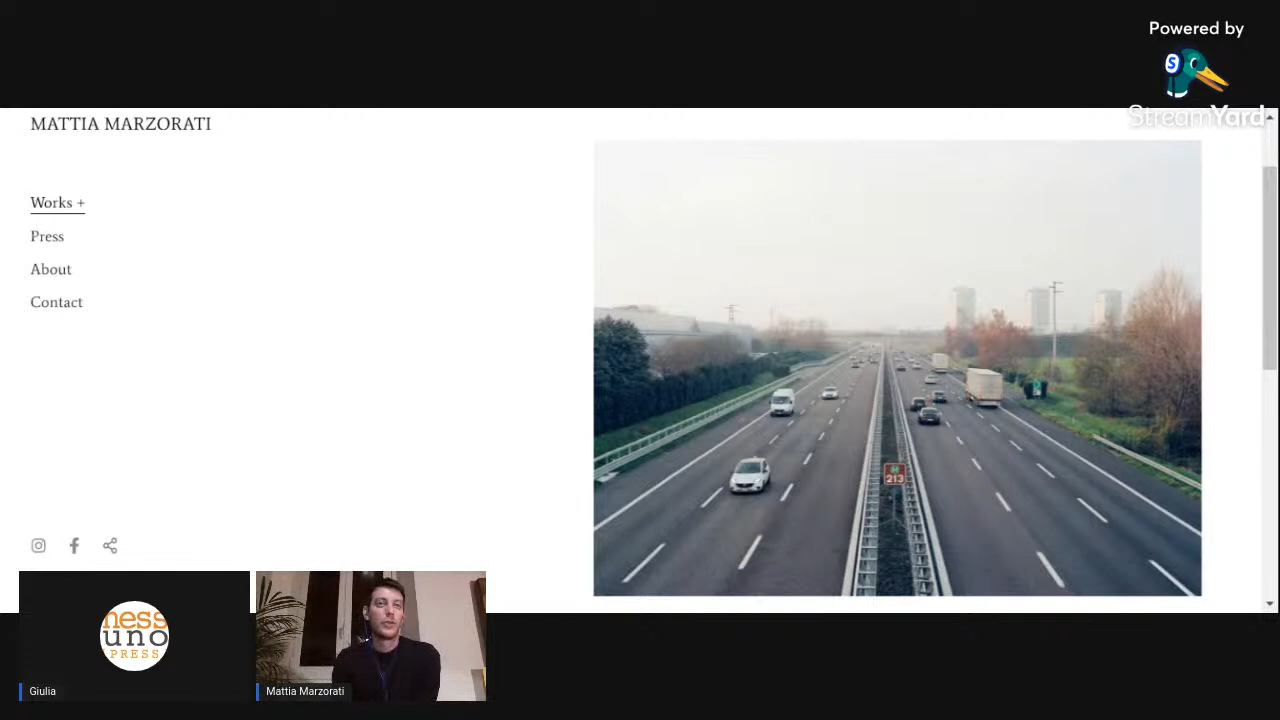 Powered by
StreamYard
MATTIA MARZORATI
Works +
Press
About
Contact
213
ness
uno
PRESS
Giulia
Mattia Marzorati